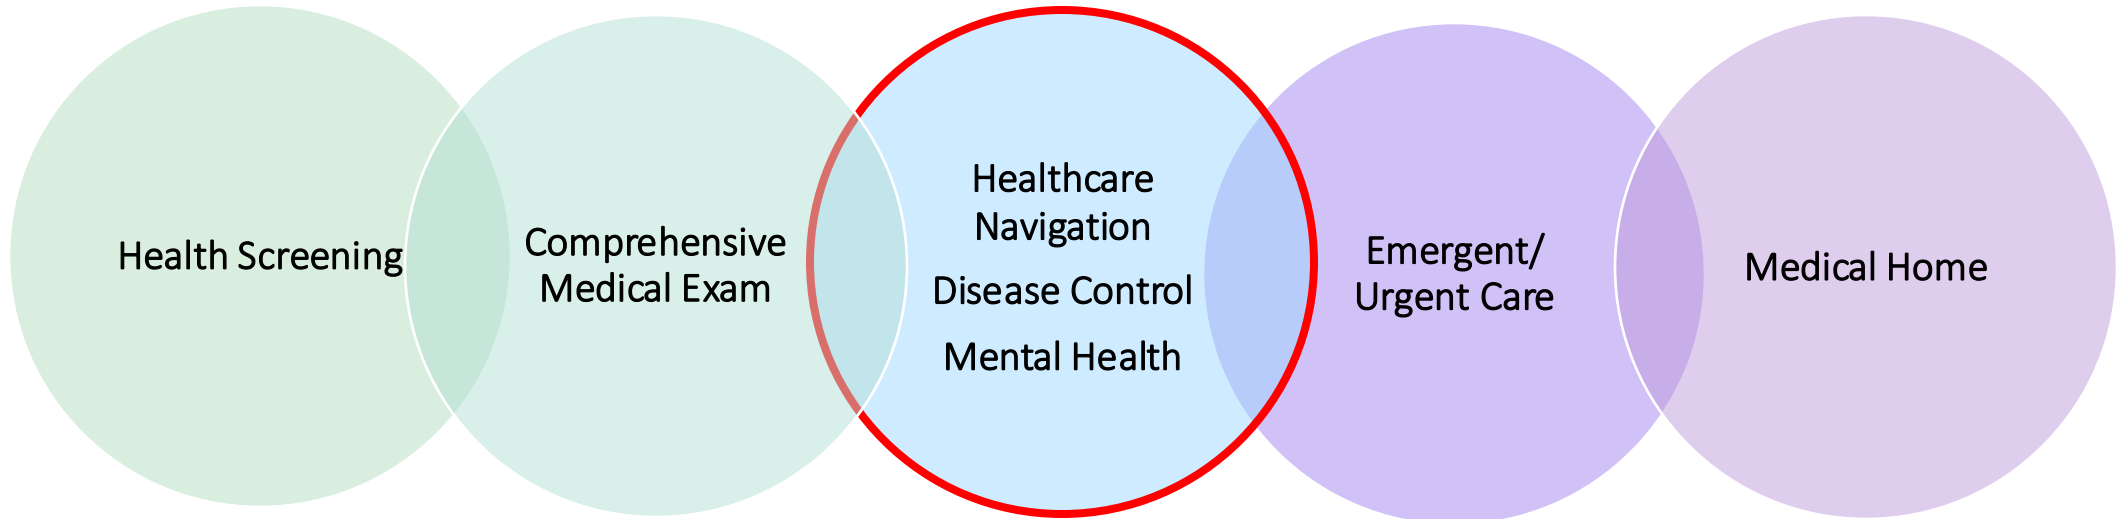 Health Screening
Comprehensive
Medical Exam
Healthcare
Navigation
Disease Control
Mental Health
Emergent/
Urgent Care
Medical Home